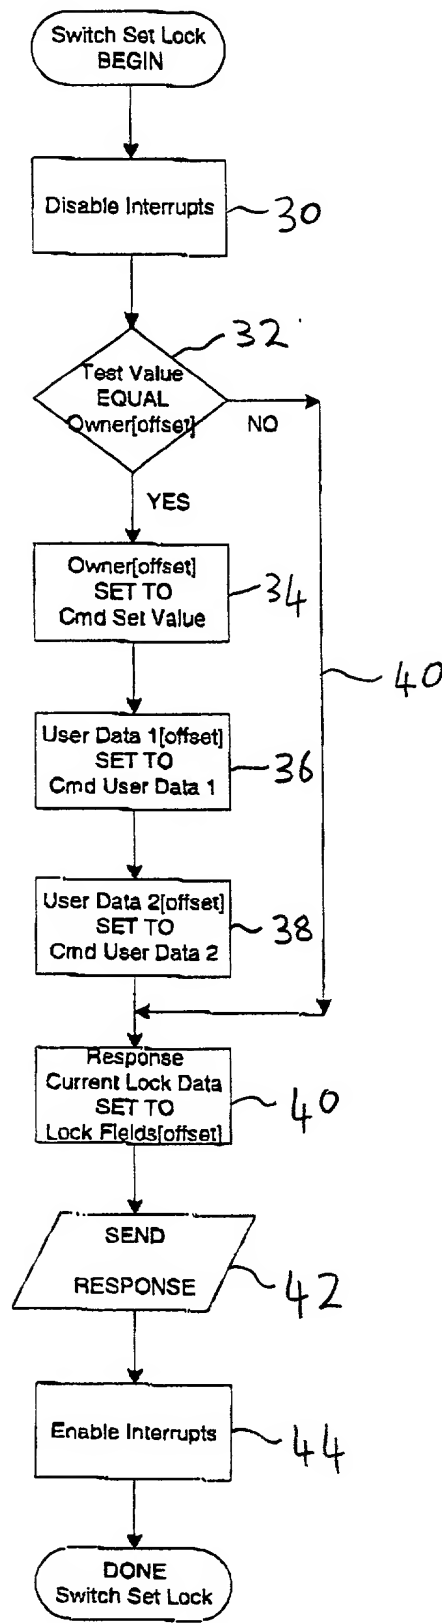 Switch Set Lock
BEGIN
Disable Interrupts
30
32
Test Value
EQUAL
Owner[offset]
NO
YES
Owner[offset]
SET TO
Cmd Set Value
34
40
User Data 1[offset]
SET TO
Cmd User Data 1
36
User Data 2[offset]
SET TO
Cmd User Data 2
38
Response
Current Lock Data
SET TO
Lock Fields[offset]
40
SEND
RESPONSE
42
Enable Interrupts
44
DONE
Switch Set Lock